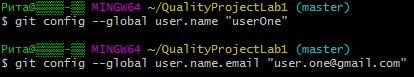 Рита@▒▒▒▒▒-▒▒ MINGW64 ~/QualityProjectLab1 (master)
$ git config --global user.name "userOne"
Рита@▒▒▒▒▒-▒▒ MINGW64 ~/QualityProjectLab1 (master)
$ git config --global user.name.email "user.one@gmail.com"